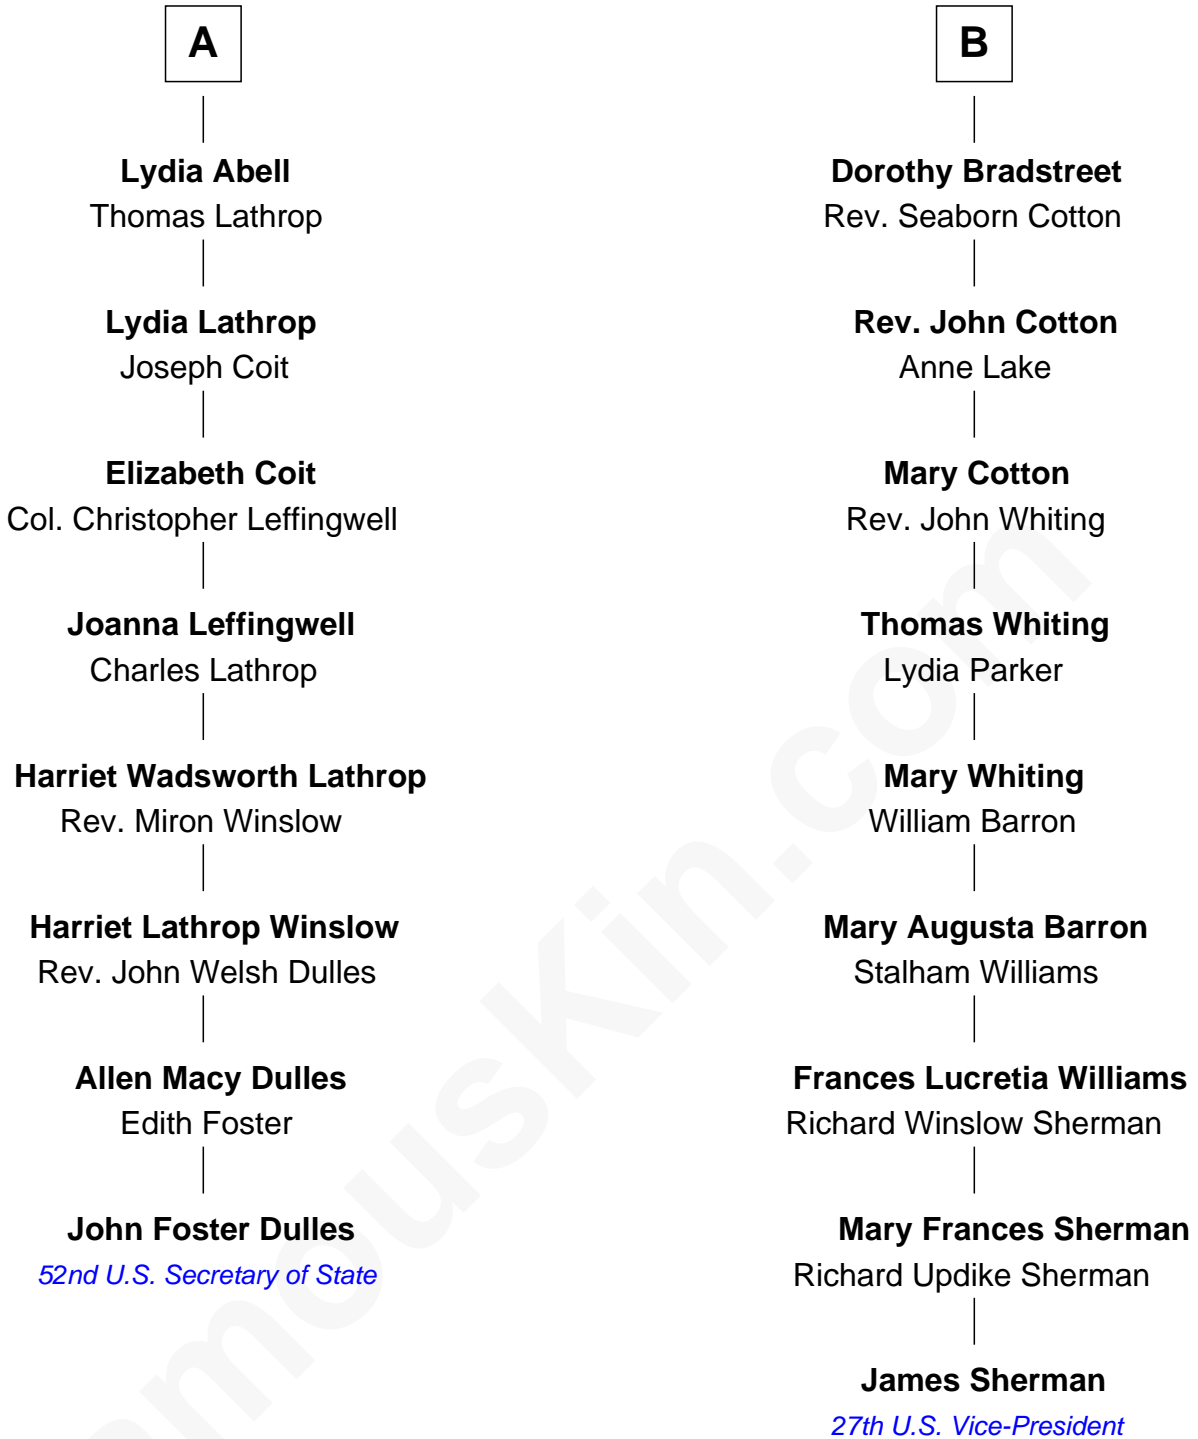 A
Lydia Abell
Thomas Lathrop
Lydia Lathrop
Joseph Coit
Elizabeth Coit
Col. Christopher Leffingwell
Joanna Leffingwell
Charles Lathrop
Harriet Wadsworth Lathrop
Rev. Miron Winslow
Harriet Lathrop Winslow
Rev. John Welsh Dulles
Allen Macy Dulles
Edith Foster
John Foster Dulles
52nd U.S. Secretary of State
B
Dorothy Bradstreet
Rev. Seaborn Cotton
Rev. John Cotton
Anne Lake
Mary Cotton
Rev. John Whiting
Thomas Whiting
Lydia Parker
Mary Whiting
William Barron
Mary Augusta Barron
Stalham Williams
Frances Lucretia Williams
Richard Winslow Sherman
Mary Frances Sherman
Richard Updike Sherman
James Sherman
27th U.S. Vice-President
amousKin.com